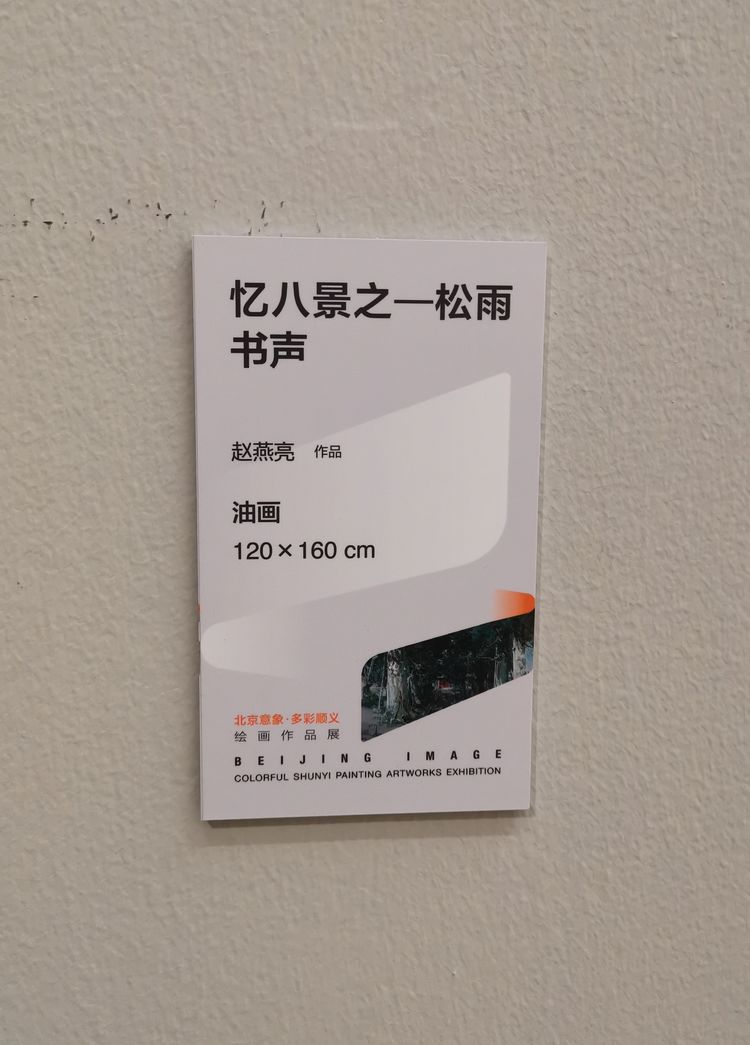 忆八景之一松雨
书声
赵燕亮 作品
油画
120×160 cm
北京意象·多彩顺义
绘画作品展
BEIJING IMAGE
COLORFUL SHUNYI PAINTING ARTWORKS EXHIBITION